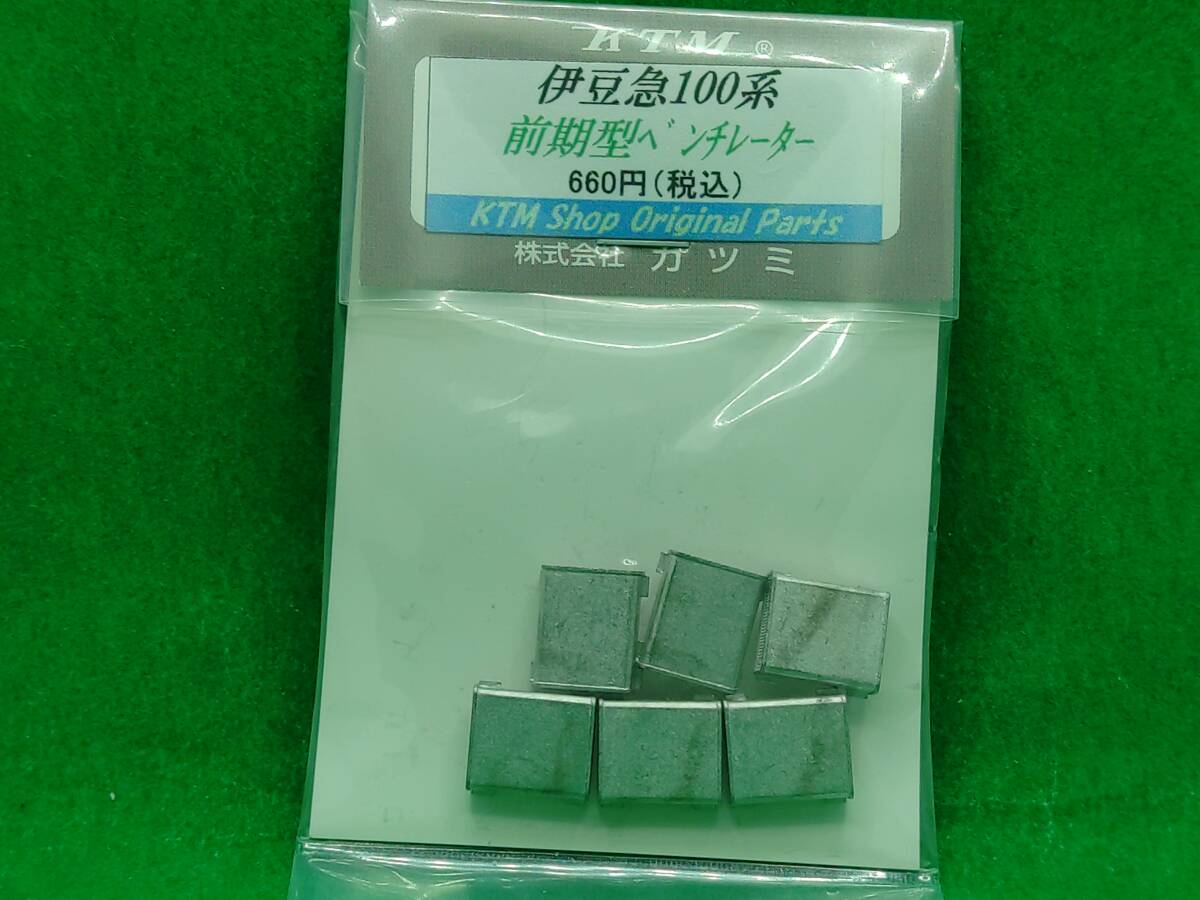 KTM®
伊豆急100系
前期型ベンチレーター
660円(税込)
KTM Shop Original Parts
株式会社 カツミ